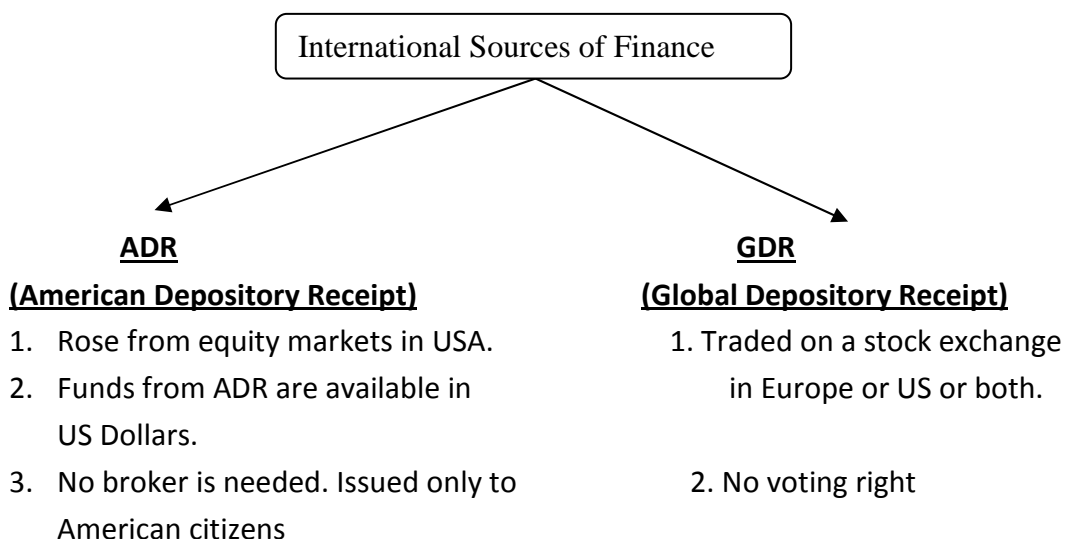 International Sources of Finance
ADR
(American Depository Receipt)
1. Rose from equity markets in USA.
2. Funds from ADR are available in
US Dollars.
3. No broker is needed. Issued only to
American citizens
GDR
(Global Depository Receipt)
1. Traded on a stock exchange
in Europe or US or both.
2. No voting right